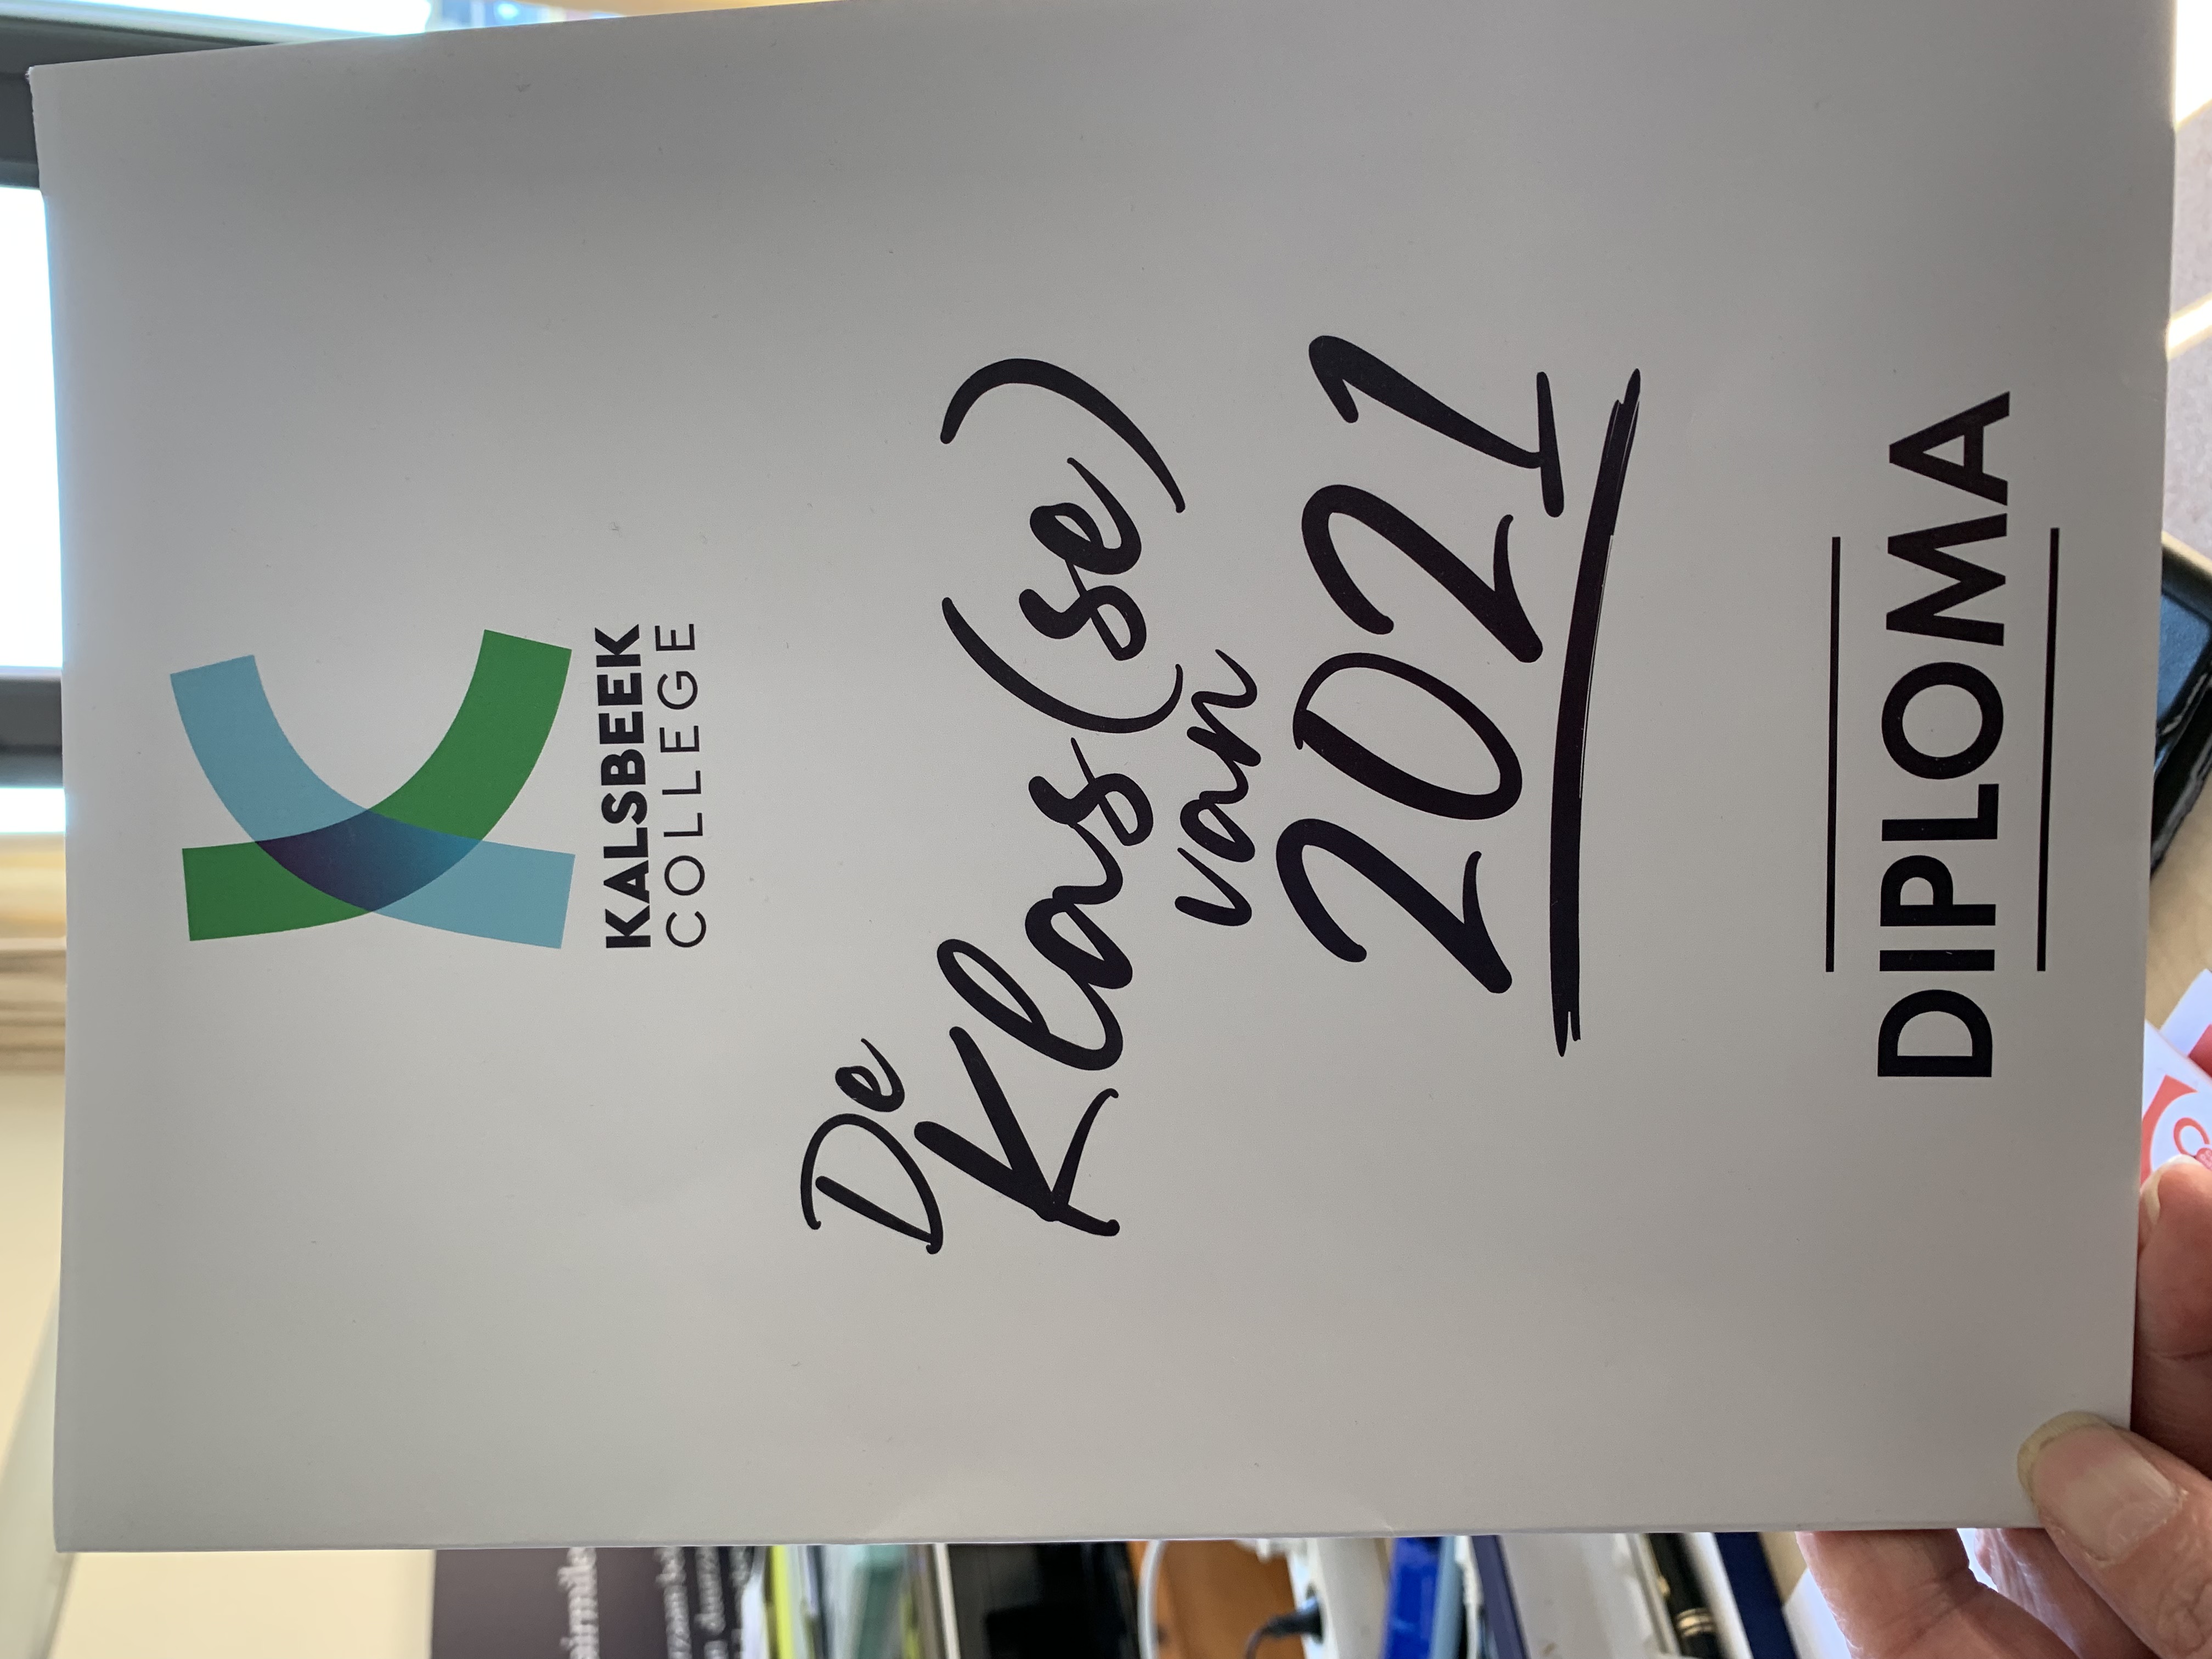 KALSBEEK
COLLEGE
De
Klas(se)
van
2021
DIPLOMA